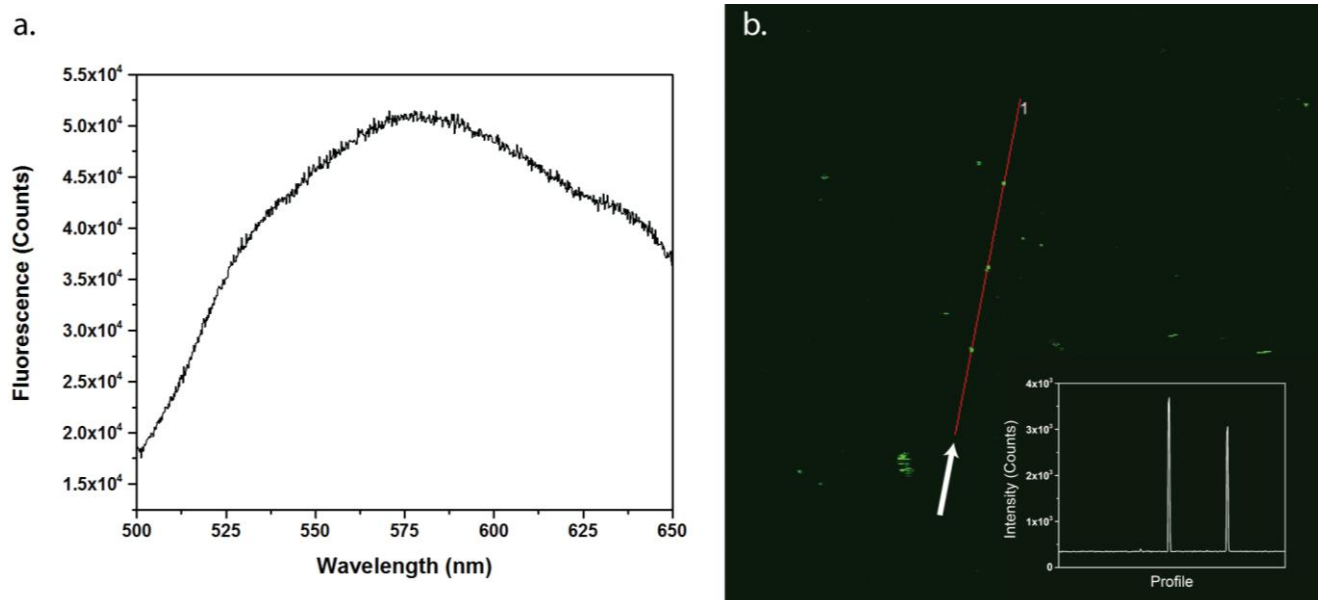 a.
5.5x10⁴
5.0x10⁴
4.5x10⁴
4.0x10⁴
3.5x10⁴
3.0x10⁴
2.5x10⁴
2.0x10⁴
1.5x10⁴
Fluorescence (Counts)
500 525 550 575 600 625 650
Wavelength (nm)
b.
1
4x10³
3x10³
2x10³
1x10³
0
Intensity (Counts)
Profile